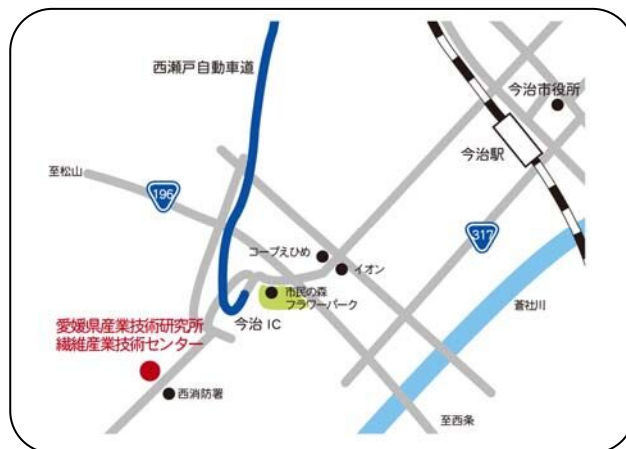 西瀬戸自動車道
今治市役所
今治駅
至松山
196
317
コープえひめ
イオン
市民の森
フラワーパーク
今治 IC
蒼社川
愛媛県産業技術研究所
繊維産業技術センター
西消防署
至西条